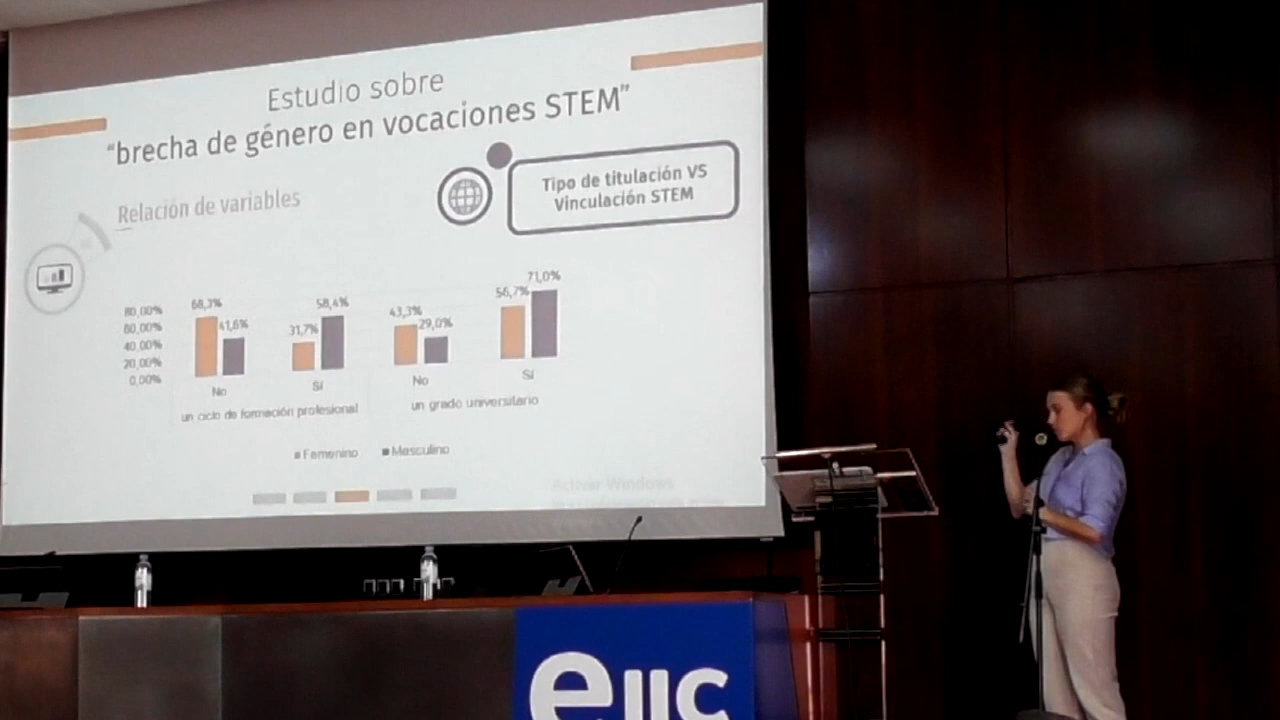 Estudio sobre
“brecha de género en vocaciones STEM”
Relación de variables
Tipo de titulación VS
Vinculación STEM
80,00%
60,00%
40,00%
20,00%
0,00%
68,3%
41,6%
31,7%
58,4%
43,3%
29,0%
56,7%
71,0%
No
Sí
No
Sí
un ciclo de formación profesional
un grado universitario
Femenino
Masculino
Activar Windows
eiic